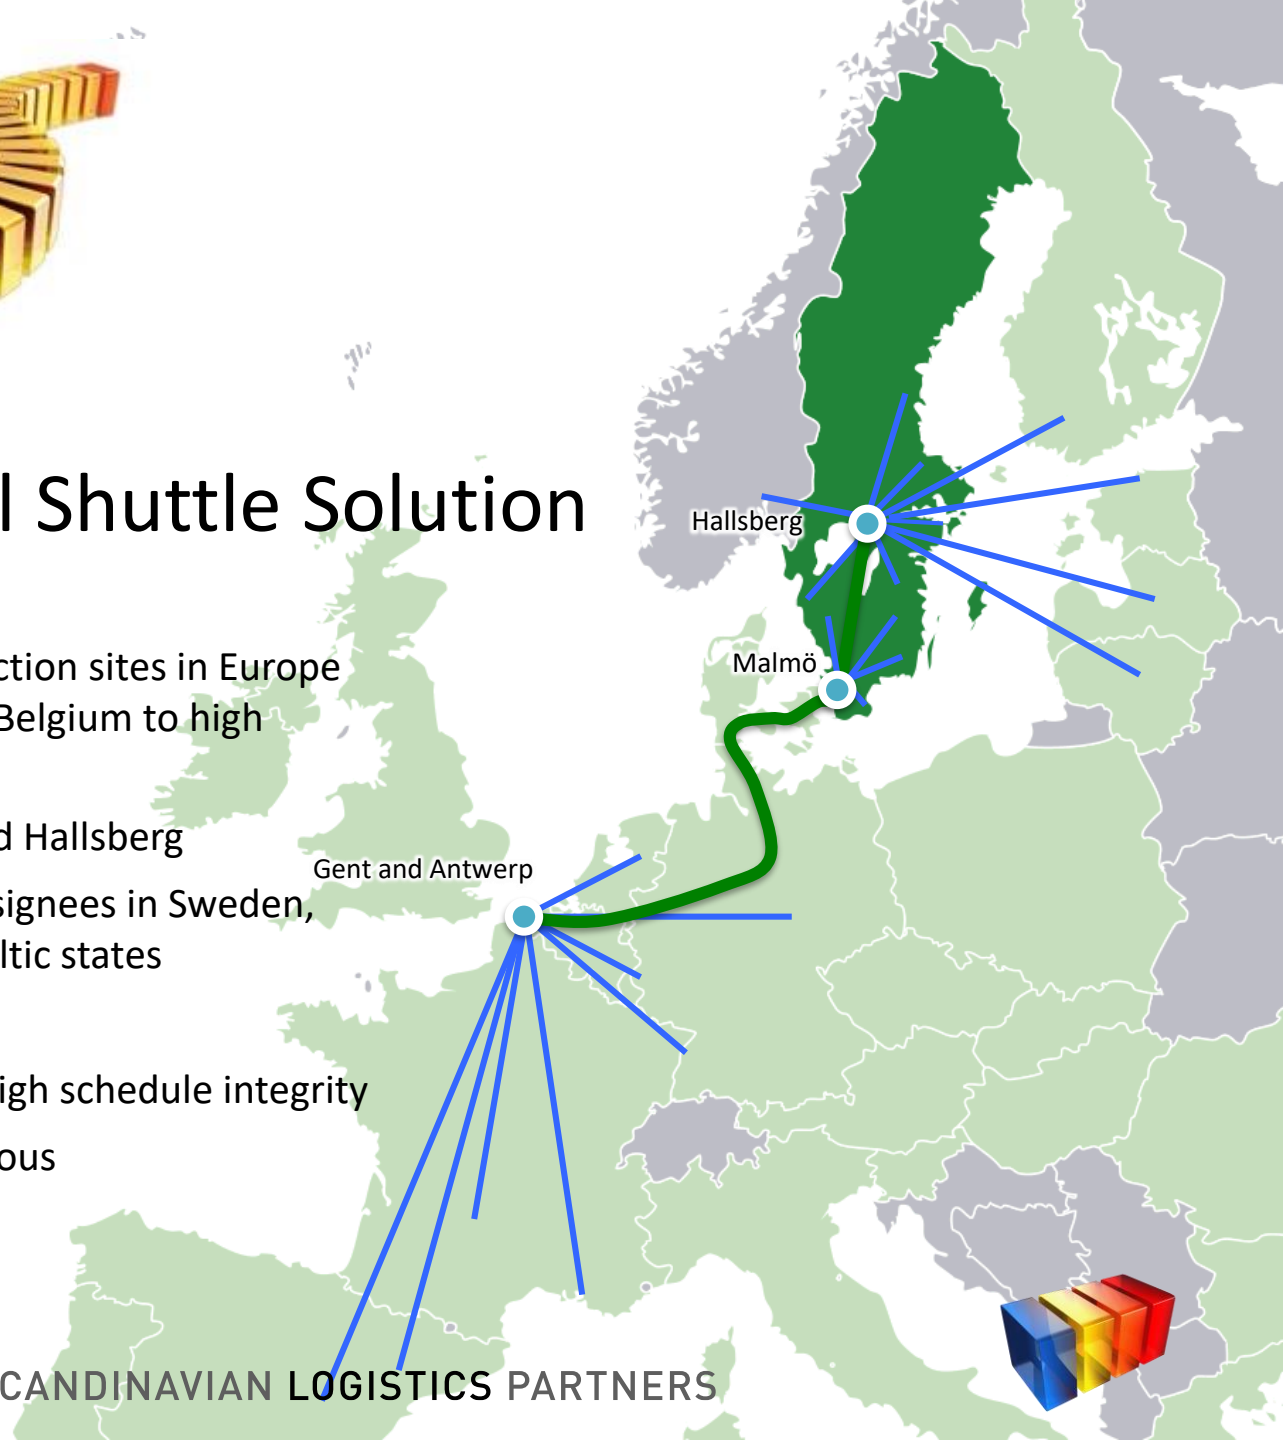 l Shuttle Solution
Hallsberg
Malmö
ction sites in Europe
Belgium to high
d Hallsberg
Gent and Antwerp
signees in Sweden,
ltic states
igh schedule integrity
ous
CANDINAVIAN LOGISTICS PARTNERS